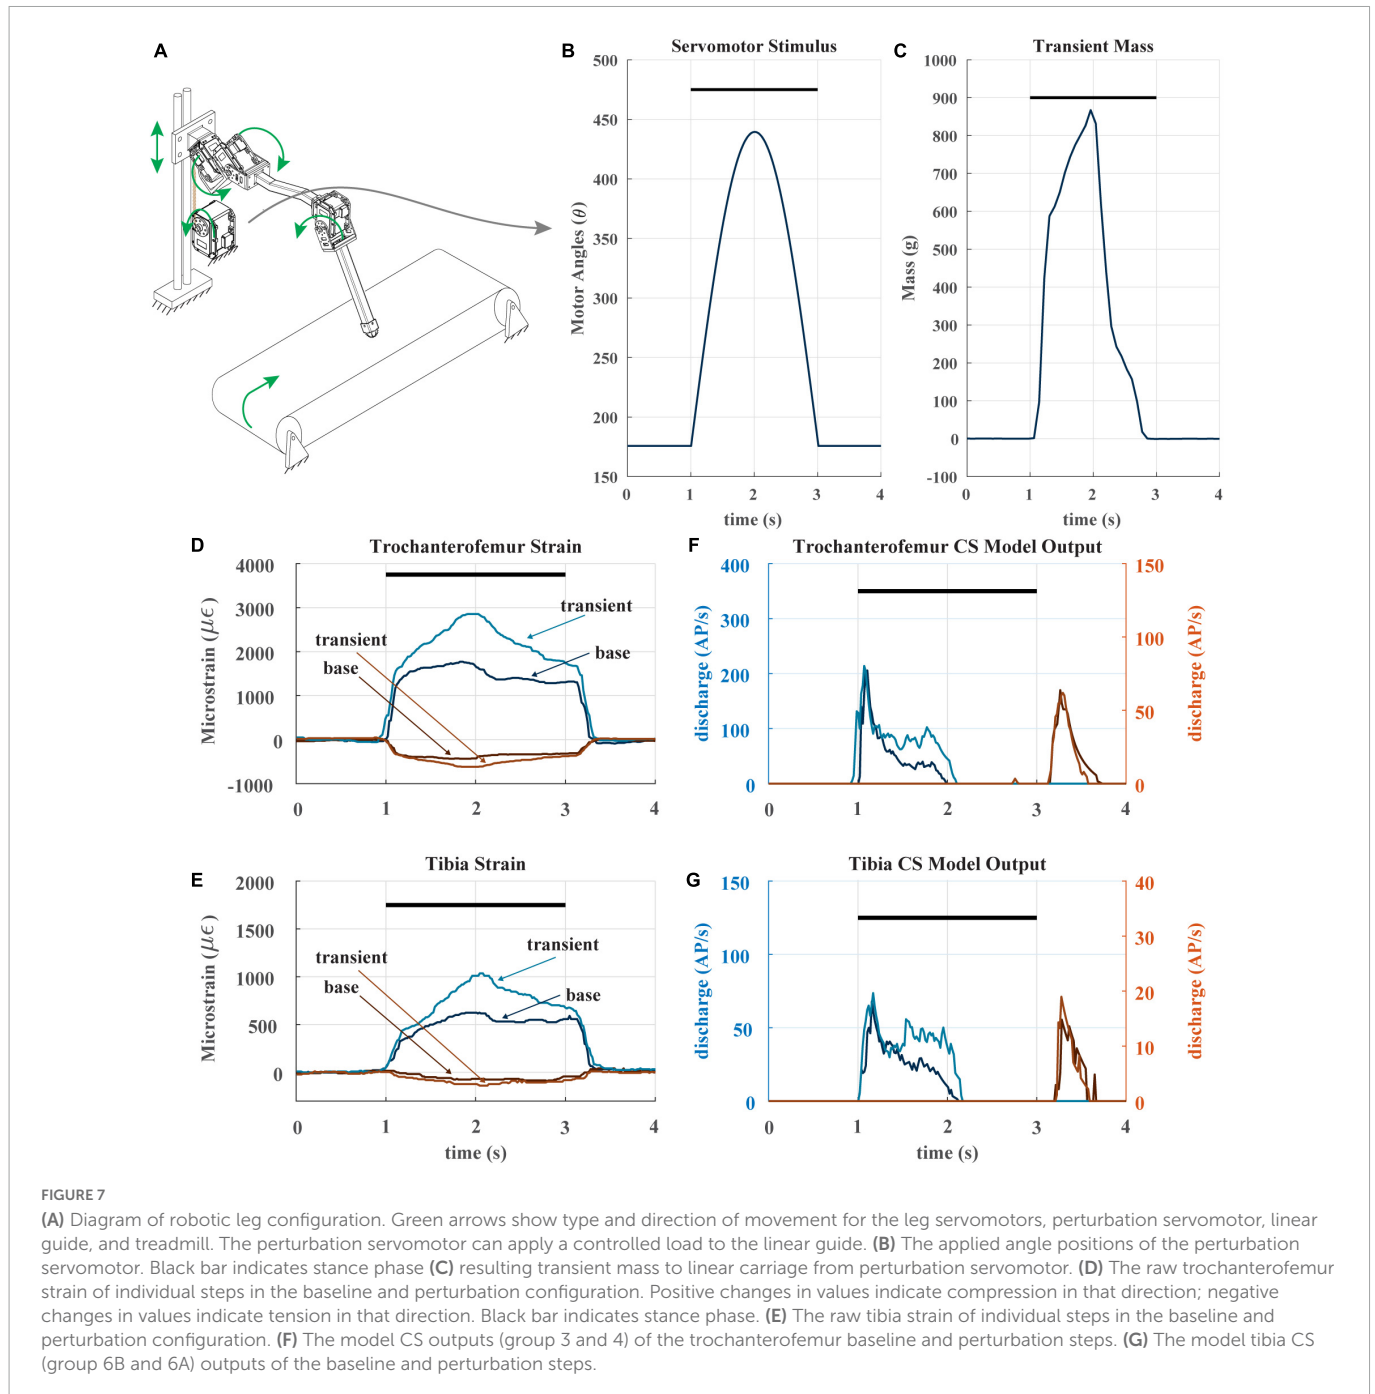 A
B
Servomotor Stimulus
500
450
400
350
300
250
200
150
Motor Angles (θ)
0 1 2 3 4
time (s)
C
Transient Mass
1000
900
800
700
600
500
400
300
200
100
0
-100
Mass (g)
0 1 2 3 4
time (s)
D
Trochanterofemur Strain
4000
3000
2000
1000
0
-1000
Microstrain (με)
transient
base
transient
base
0 1 2 3 4
F
Trochanterofemur CS Model Output
400
300
200
100
0
discharge (AP/s)
150
100
50
0
discharge (AP/s)
0 1 2 3 4
E
Tibia Strain
2000
1500
1000
500
0
Microstrain (με)
transient
base
transient
base
0 1 2 3 4
time (s)
G
Tibia CS Model Output
150
100
50
0
discharge (AP/s)
40
30
20
10
0
discharge (AP/s)
0 1 2 3 4
time (s)
FIGURE 7
(A) Diagram of robotic leg configuration. Green arrows show type and direction of movement for the leg servomotors, perturbation servomotor, linear
guide, and treadmill. The perturbation servomotor can apply a controlled load to the linear guide. (B) The applied angle positions of the perturbation
servomotor. Black bar indicates stance phase (C) resulting transient mass to linear carriage from perturbation servomotor. (D) The raw trochanterofemur
strain of individual steps in the baseline and perturbation configuration. Positive changes in values indicate compression in that direction; negative
changes in values indicate tension in that direction. Black bar indicates stance phase. (E) The raw tibia strain of individual steps in the baseline and
perturbation configuration. (F) The model CS outputs (group 3 and 4) of the trochanterofemur baseline and perturbation steps. (G) The model tibia CS
(group 6B and 6A) outputs of the baseline and perturbation steps.